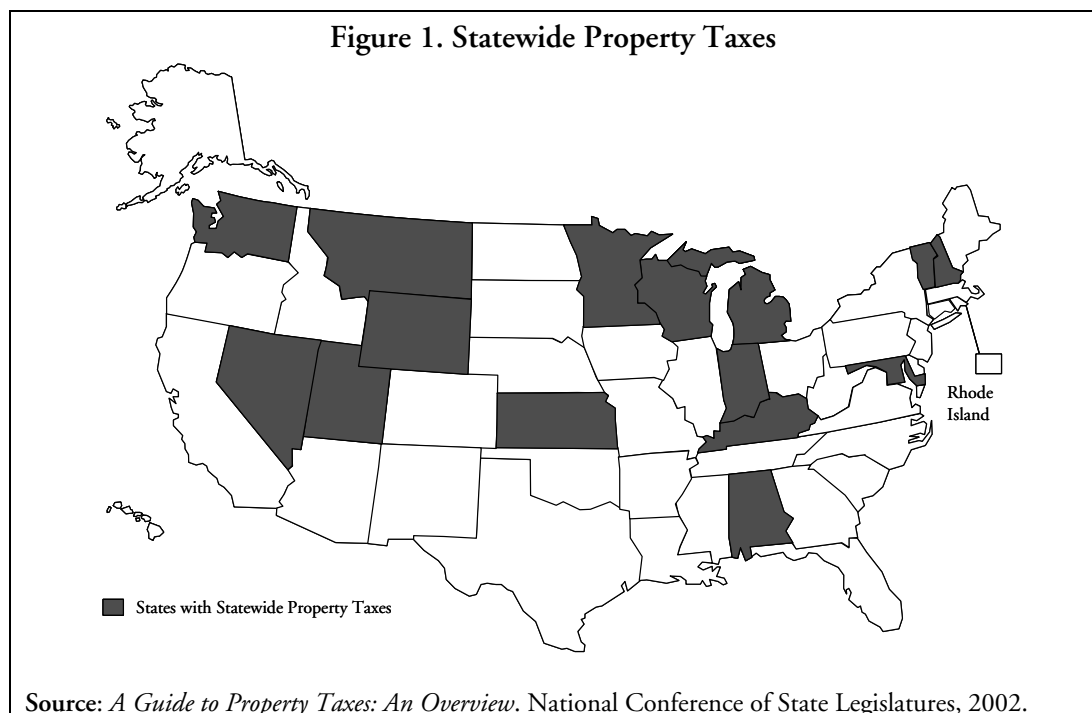 Figure 1. Statewide Property Taxes
Rhode
Island
States with Statewide Property Taxes
Source: A Guide to Property Taxes: An Overview. National Conference of State Legislatures, 2002.